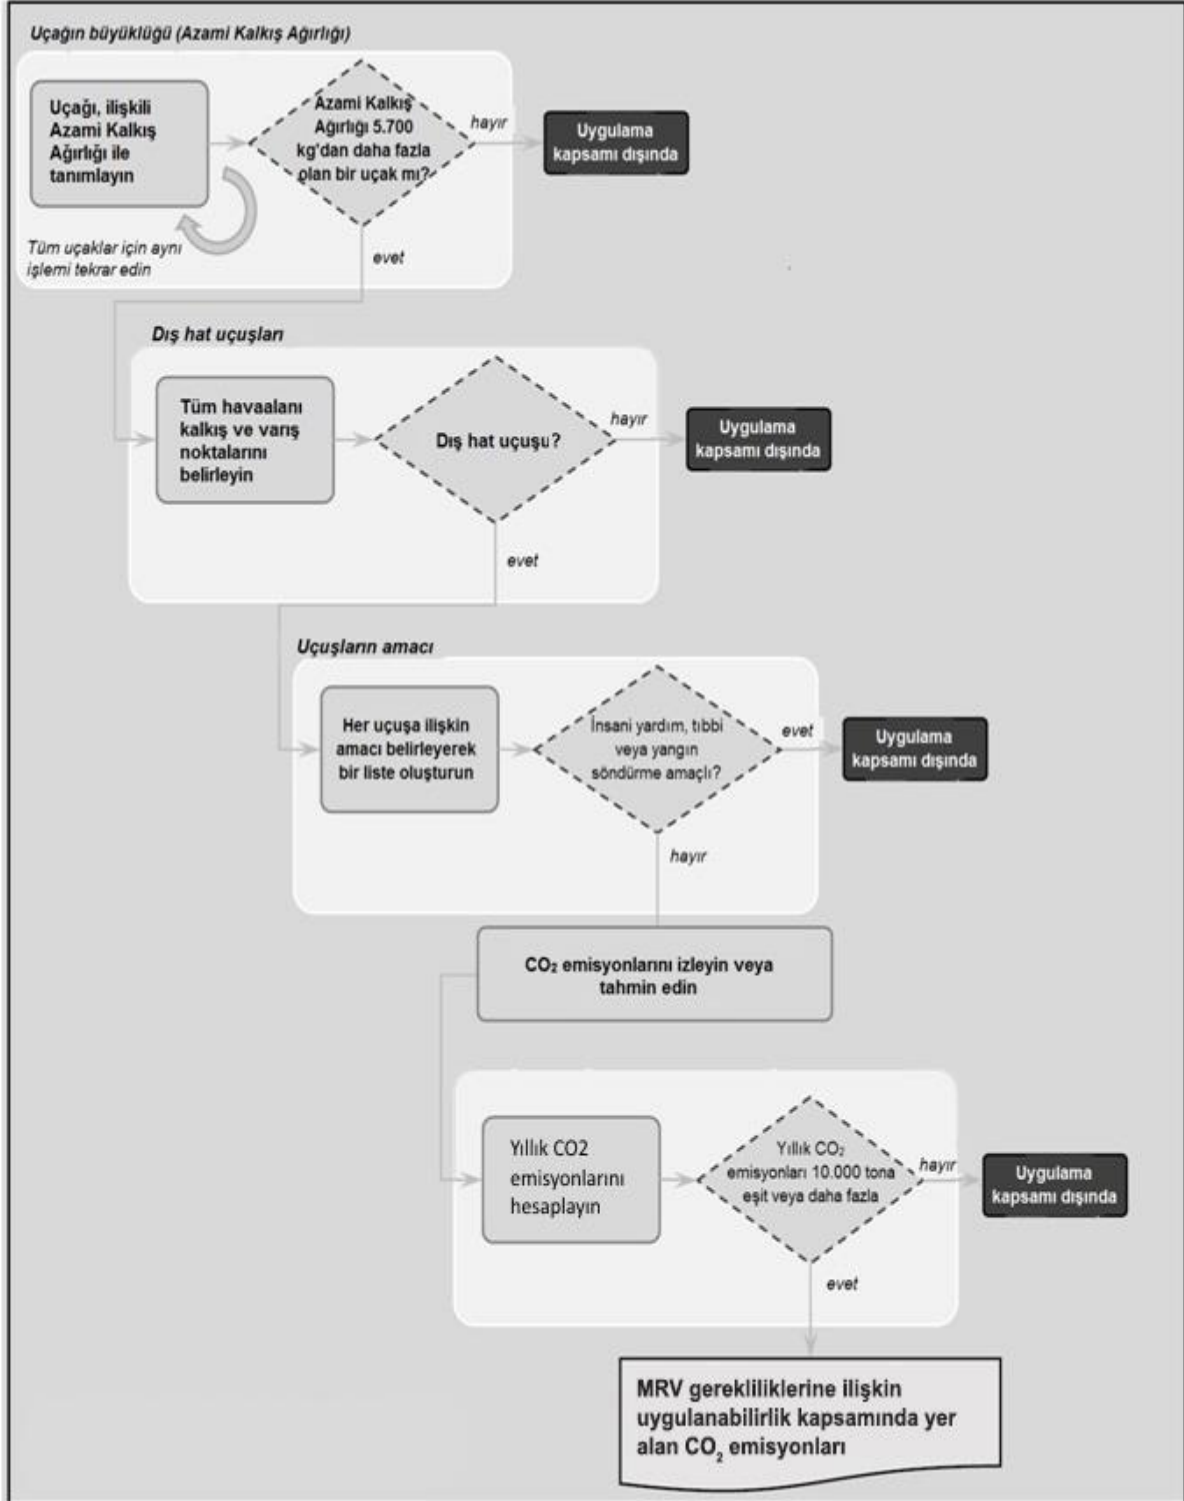 Uçağın büyüklüğü (Azami Kalkış Ağırlığı)
Uçağı, ilişkili
Azami Kalkış
Ağırlığı ile
tanımlayın
Azami Kalkış
Ağırlığı 5.700
kg'dan daha fazla
olan bir uçak mı?
hayır
Uygulama
kapsamı dışında
Tüm uçaklar için aynı
işlemi tekrar edin
evet
Dış hat uçuşları
Tüm havaalanı
kalkış ve varış
noktalarını
belirleyin
Dış hat uçuşu?
hayır
Uygulama
kapsamı dışında
evet
Uçuşların amacı
Her uçuşa ilişkin
amacı belirleyerek
bir liste oluşturun
İnsani yardım, tıbbi
veya yangın
söndürme amaçlı?
evet
Uygulama
kapsamı dışında
hayır
CO₂ emisyonlarını izleyin veya
tahmin edin
Yıllık CO2
emisyonlarını
hesaplayın
Yıllık CO₂
emisyonları 10.000 tona
eşit veya daha fazla
hayır
Uygulama
kapsamı dışında
evet
MRV gerekliliklerine ilişkin
uygulanabilirlik kapsamında yer
alan CO₂ emisyonları